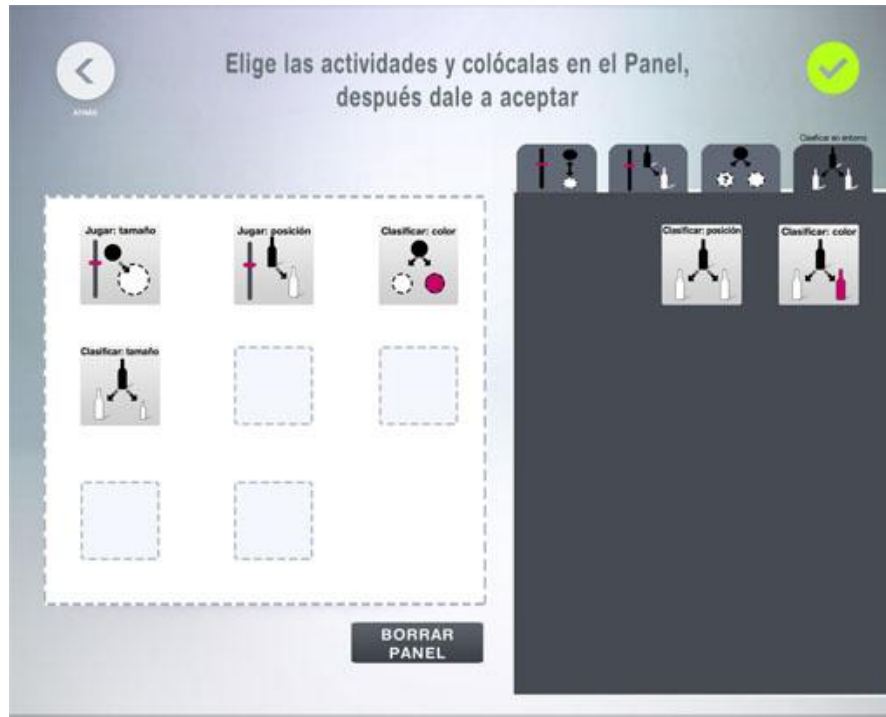 Elige las actividades y colócalas en el Panel,
después dale a aceptar
ATRÁS
Clasificar en entorno
Jugar: tamaño
Jugar: posición
Clasificar: color
Clasificar: posición
Clasificar: color
Clasificar: tamaño
?
BORRAR
PANEL